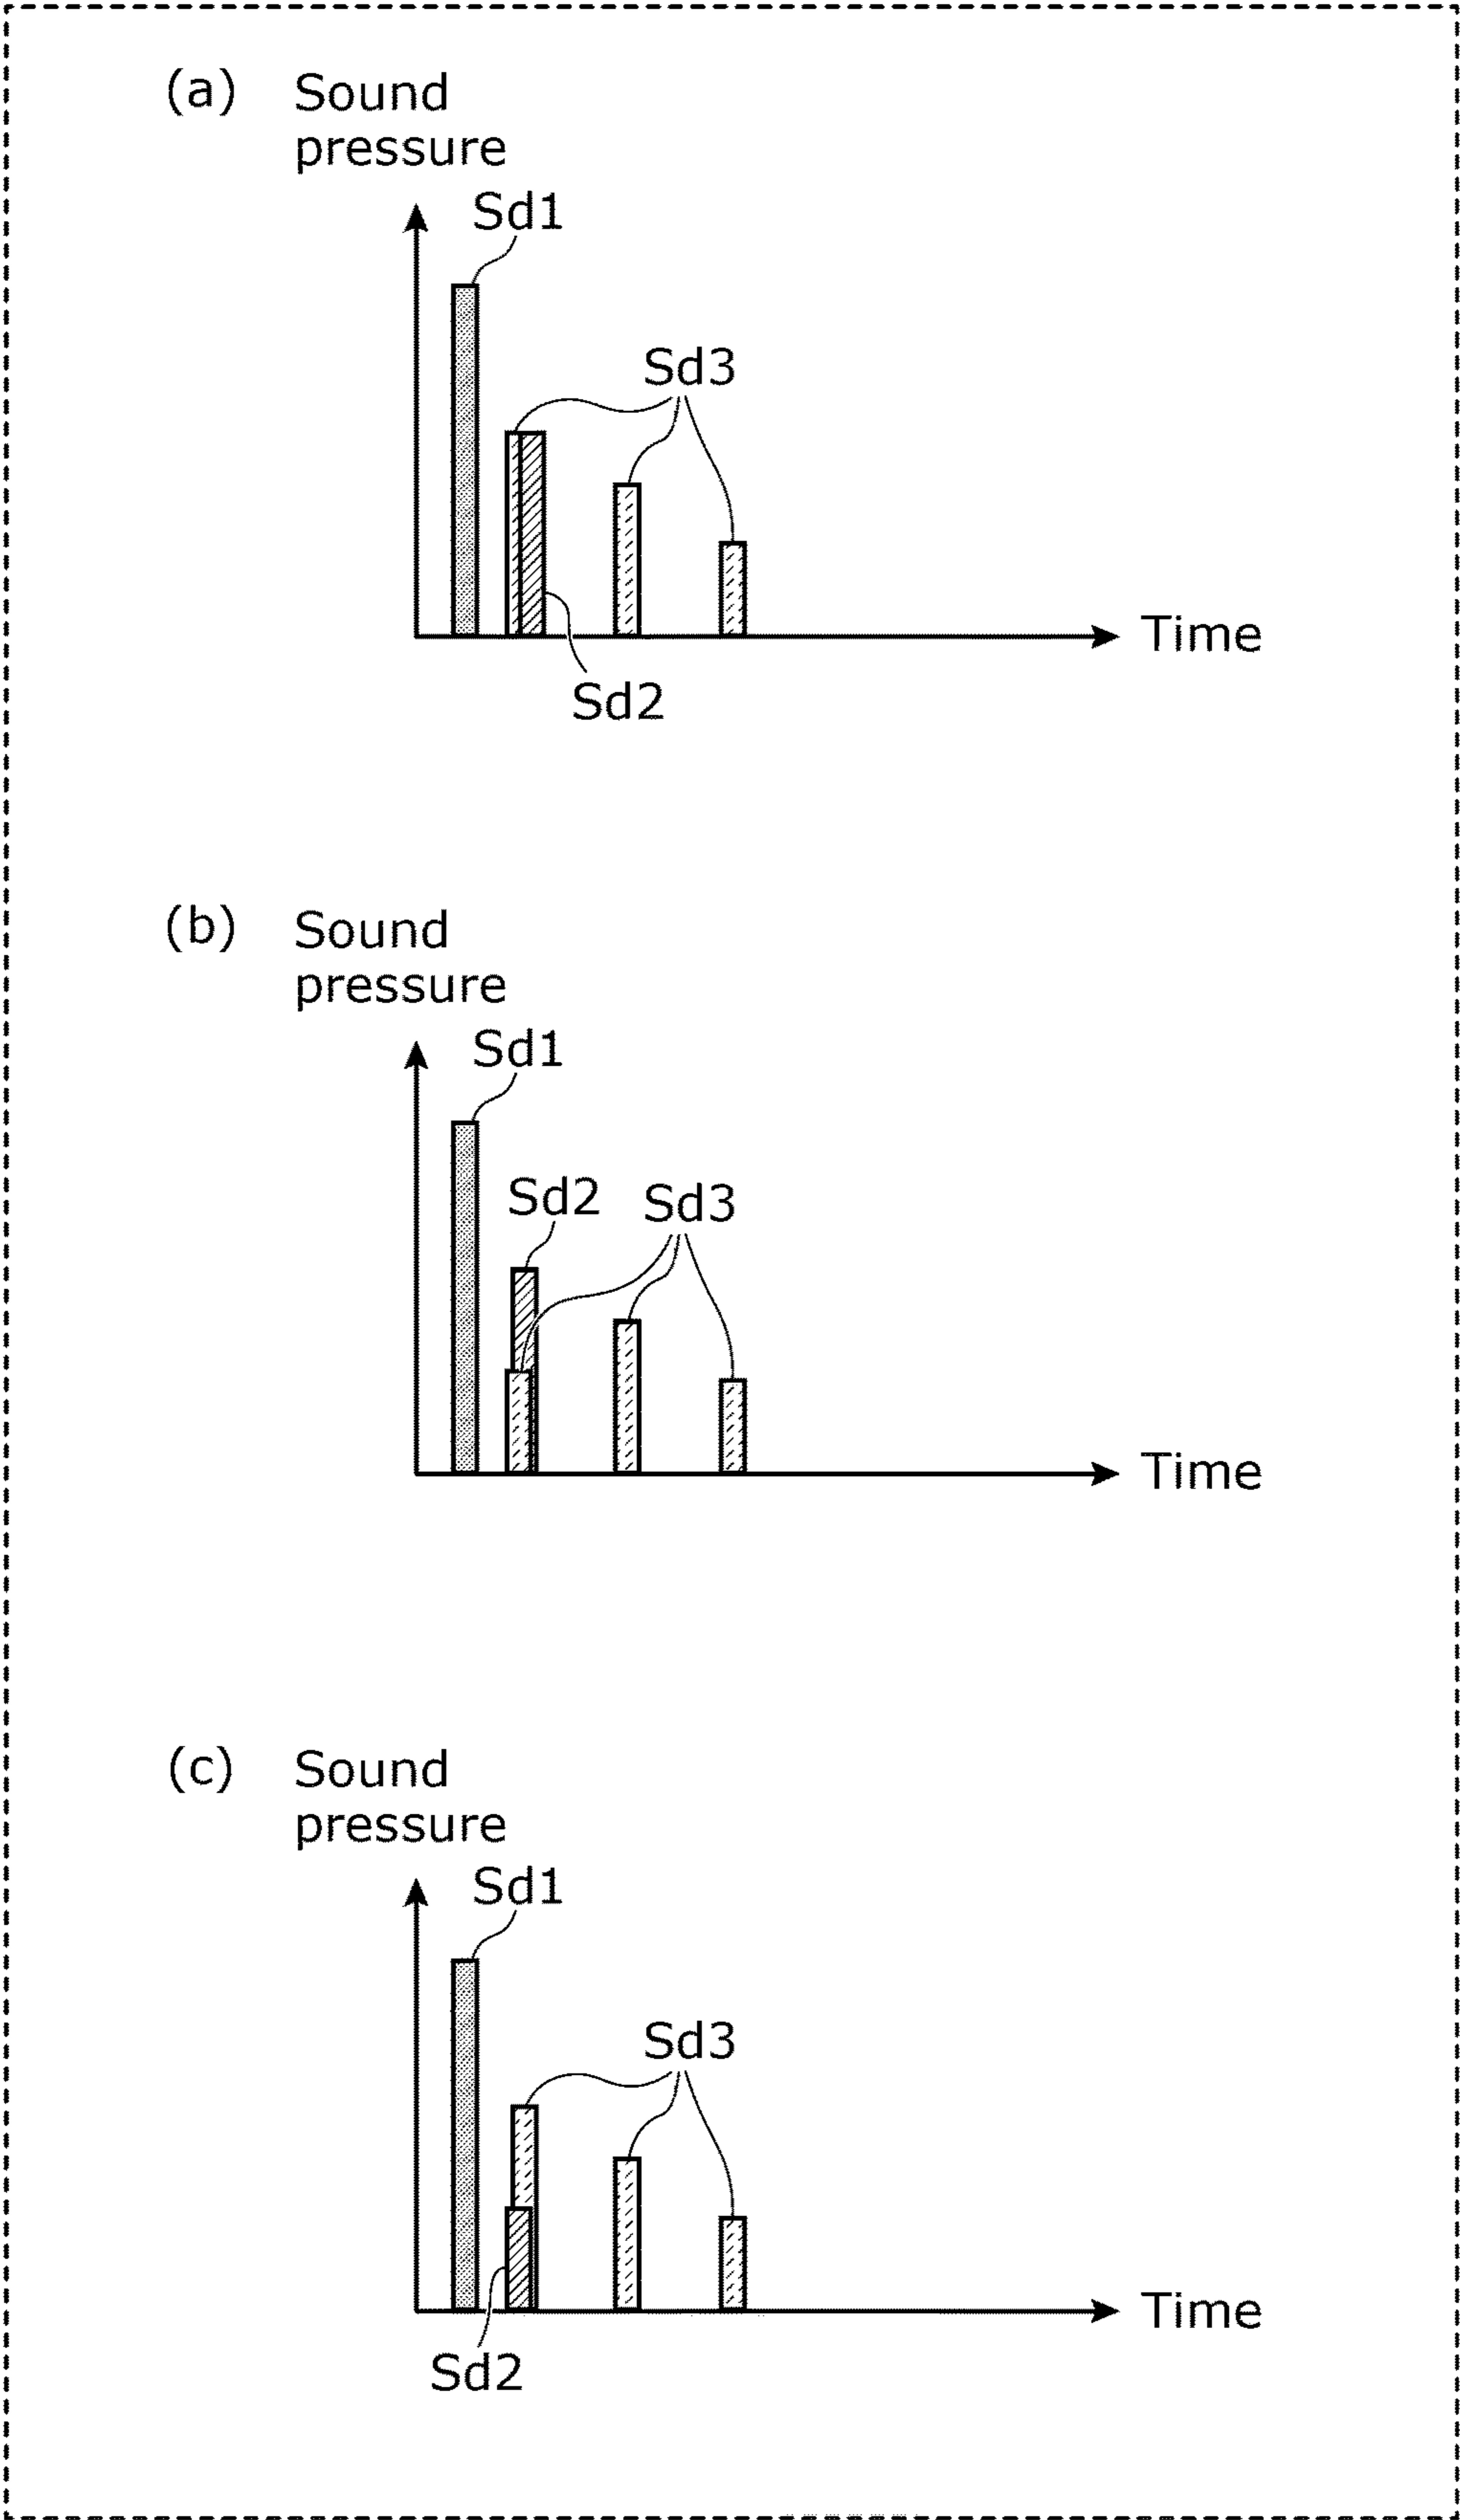 (a) Sound
pressure
Sd1
Sd3
Time
Sd2
(b) Sound
pressure
Sd1
Sd2 Sd3
Time
(c) Sound
pressure
Sd1
Sd3
Time
Sd2